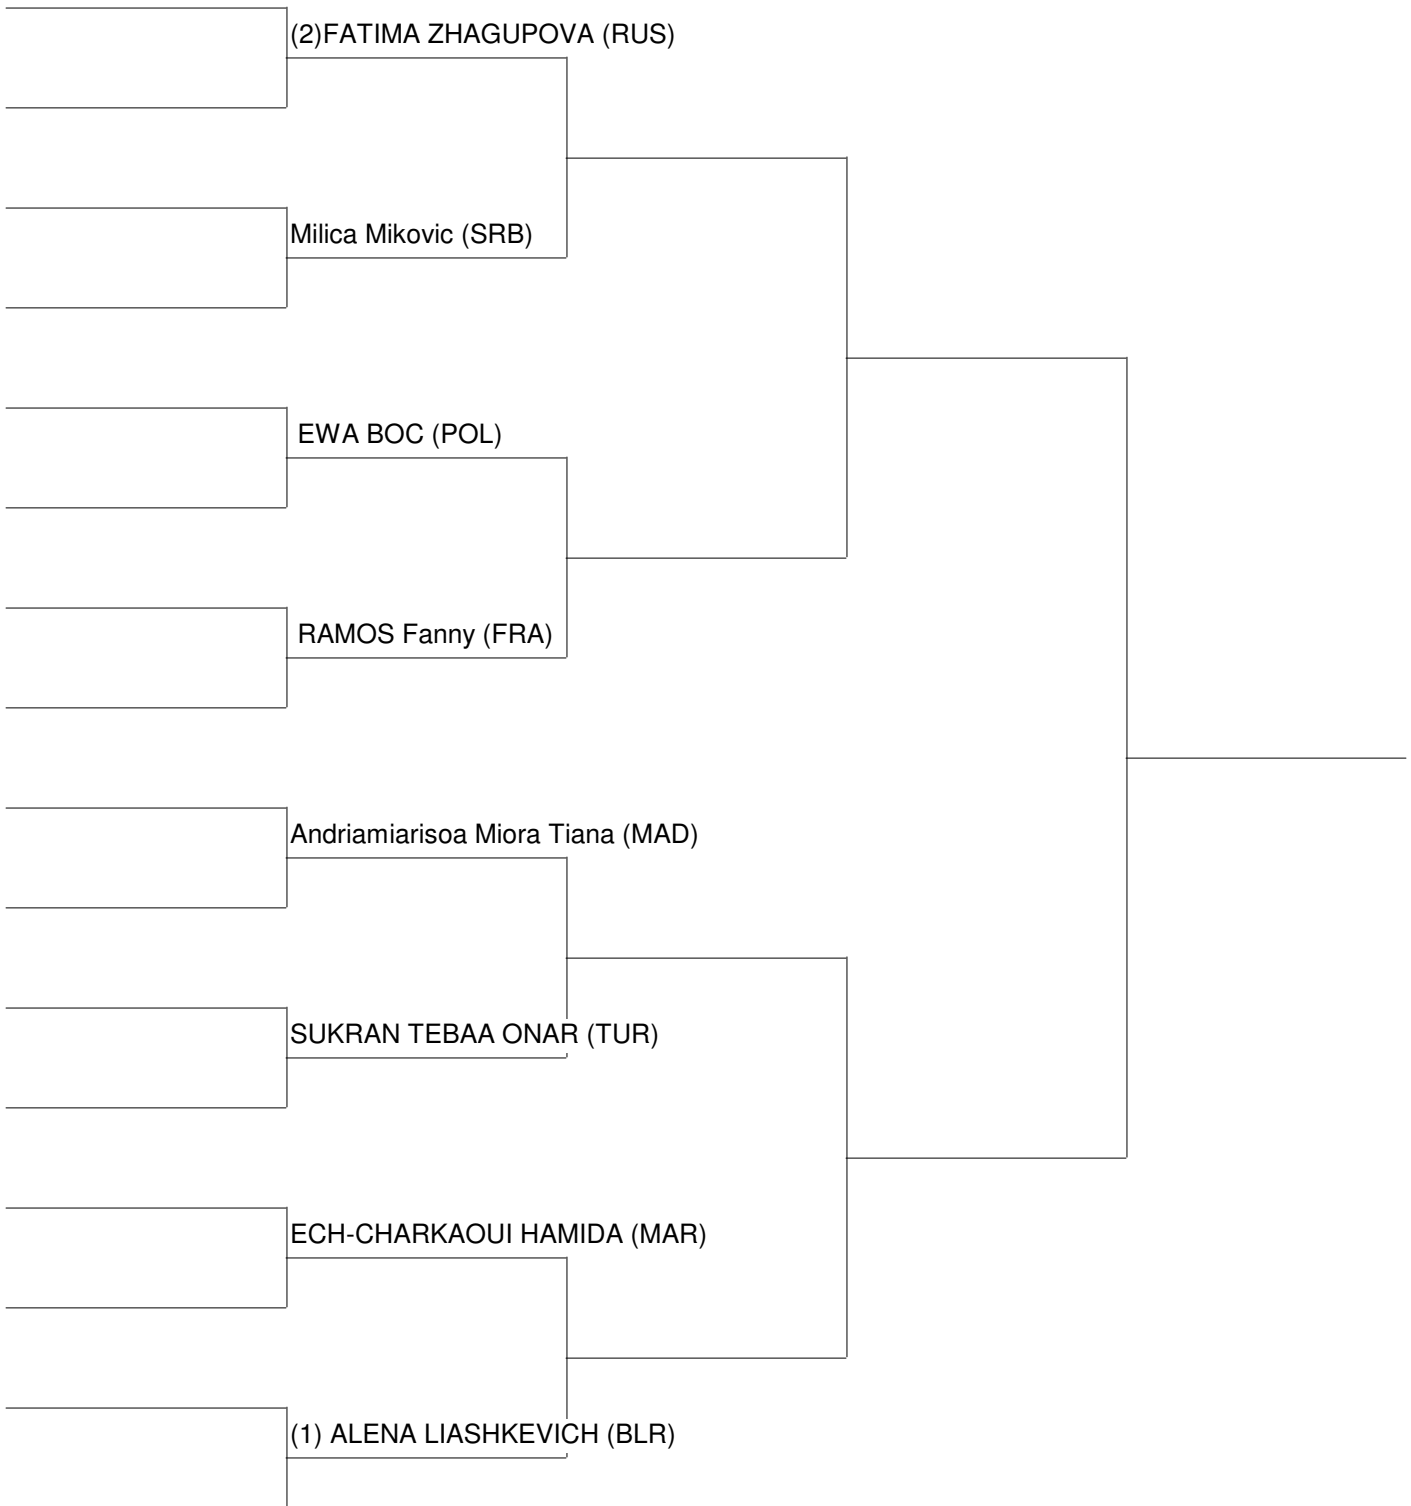 (2)FATIMA ZHAGUPOVA (RUS)
Milica Mikovic (SRB)
EWA BOC (POL)
RAMOS Fanny (FRA)
Andriamiarisoa Miora Tiana (MAD)
SUKRAN TEBAA ONAR (TUR)
ECH-CHARKAOUI HAMIDA (MAR)
(1) ALENA LIASHKEVICH (BLR)